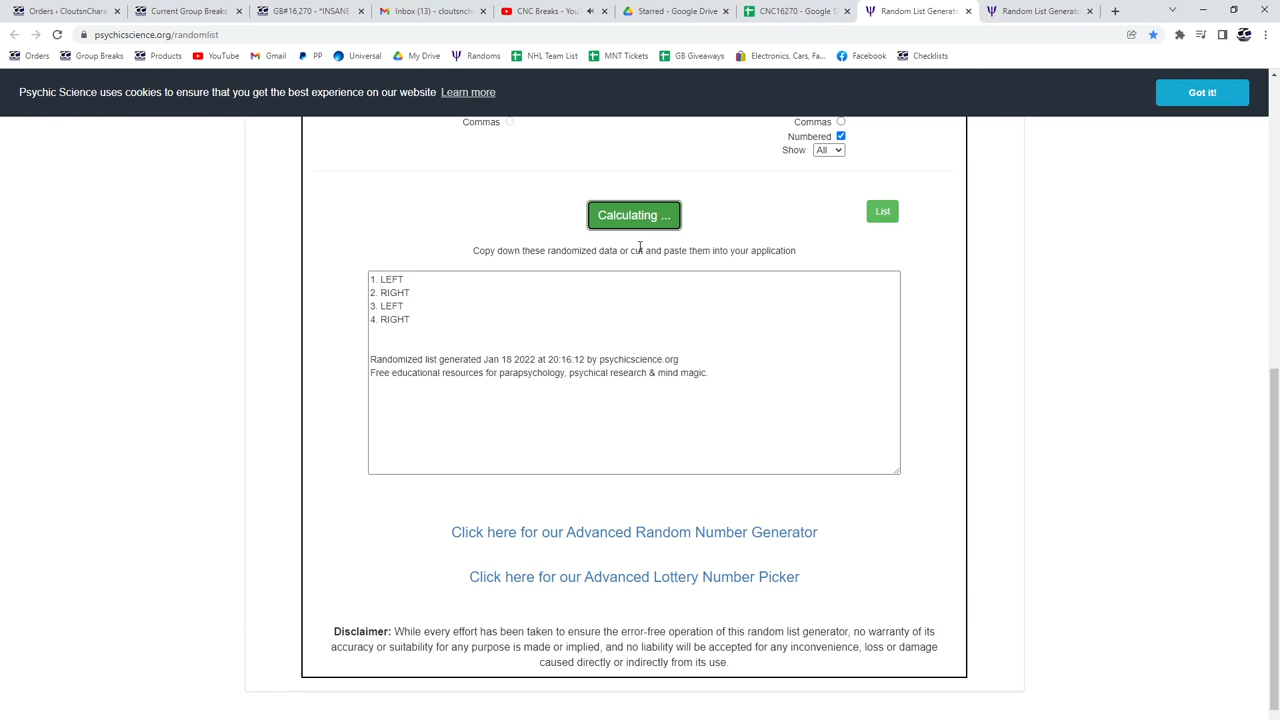 Orders ‹ CloutsnChara
Current Group Breaks
GB#16,270 - *INSANE
Inbox (13) - cloutsnch
CNC Breaks - You
Starred - Google Drive
CNC16270 - Google S
Random List Generato
Random List Generato
psychicscience.org/randomlist
Orders
Group Breaks
Products
YouTube
Gmail
PP
Universal
My Drive
Randoms
NHL Team List
MNT Tickets
GB Giveaways
Electronics, Cars, Fa...
Facebook
Checklists
Psychic Science uses cookies to ensure that you get the best experience on our website Learn more
Got it!
Commas
Commas
Numbered
Show All
Calculating ...
List
Copy down these randomized data or cut and paste them into your application
1. LEFT
2. RIGHT
3. LEFT
4. RIGHT
Randomized list generated Jan 18 2022 at 20:16:12 by psychicscience.org
Free educational resources for parapsychology, psychical research & mind magic.
Click here for our Advanced Random Number Generator
Click here for our Advanced Lottery Number Picker
Disclaimer: While every effort has been taken to ensure the error-free operation of this random list generator, no warranty of its
accuracy or suitability for any purpose is made or implied, and no liability will be accepted for any inconvenience, loss or damage
caused directly or indirectly from its use.